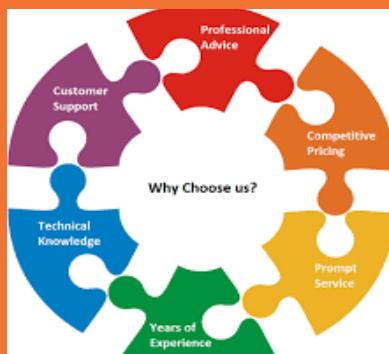 Professional
Advice
Competitive
Pricing
Prompt
Service
Years of
Experience
Technical
Knowledge
Customer
Support
Why Choose us?